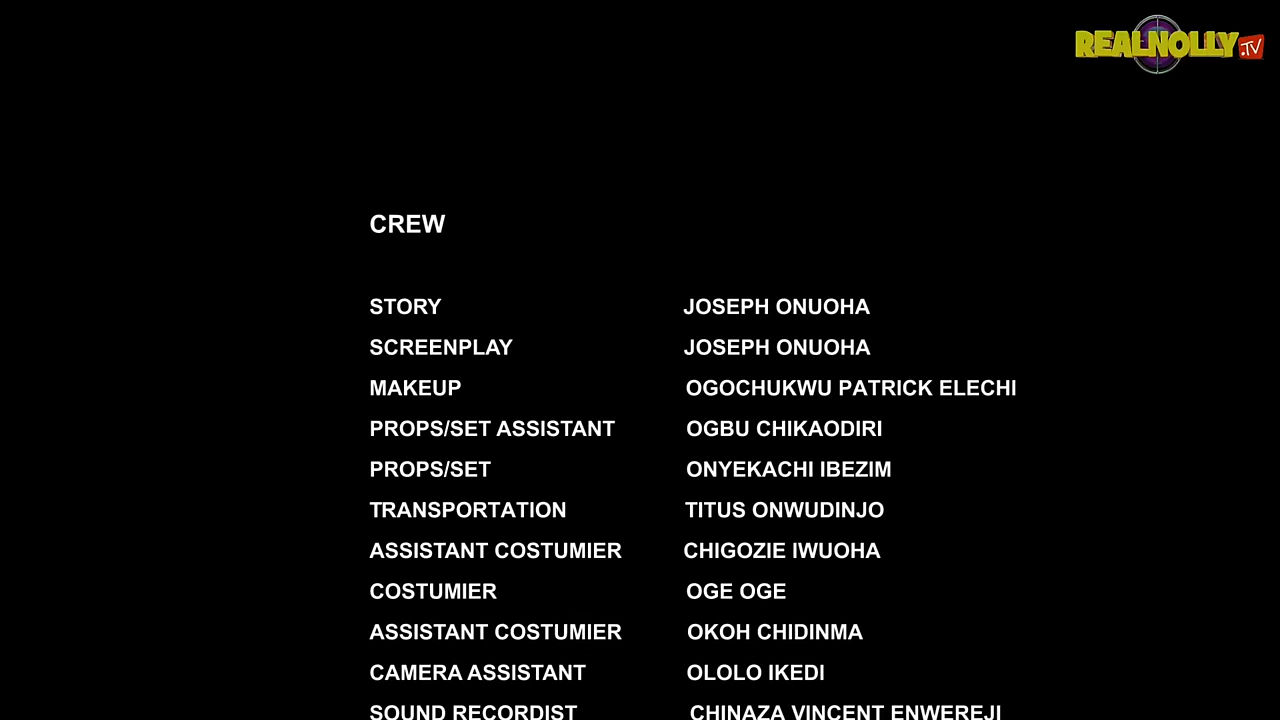 REALNOLLY.TV
CREW
STORY JOSEPH ONUOHA
SCREENPLAY JOSEPH ONUOHA
MAKEUP OGOCHUKWU PATRICK ELECHI
PROPS/SET ASSISTANT OGBU CHIKAODIRI
PROPS/SET ONYEKACHI IBEZIM
TRANSPORTATION TITUS ONWUDINJO
ASSISTANT COSTUMIER CHIGOZIE IWUOHA
COSTUMIER OGE OGE
ASSISTANT COSTUMIER OKOH CHIDINMA
CAMERA ASSISTANT OLOLO IKEDI
SOUND RECORDIST CHINAZA VINCENT ENWEREJI